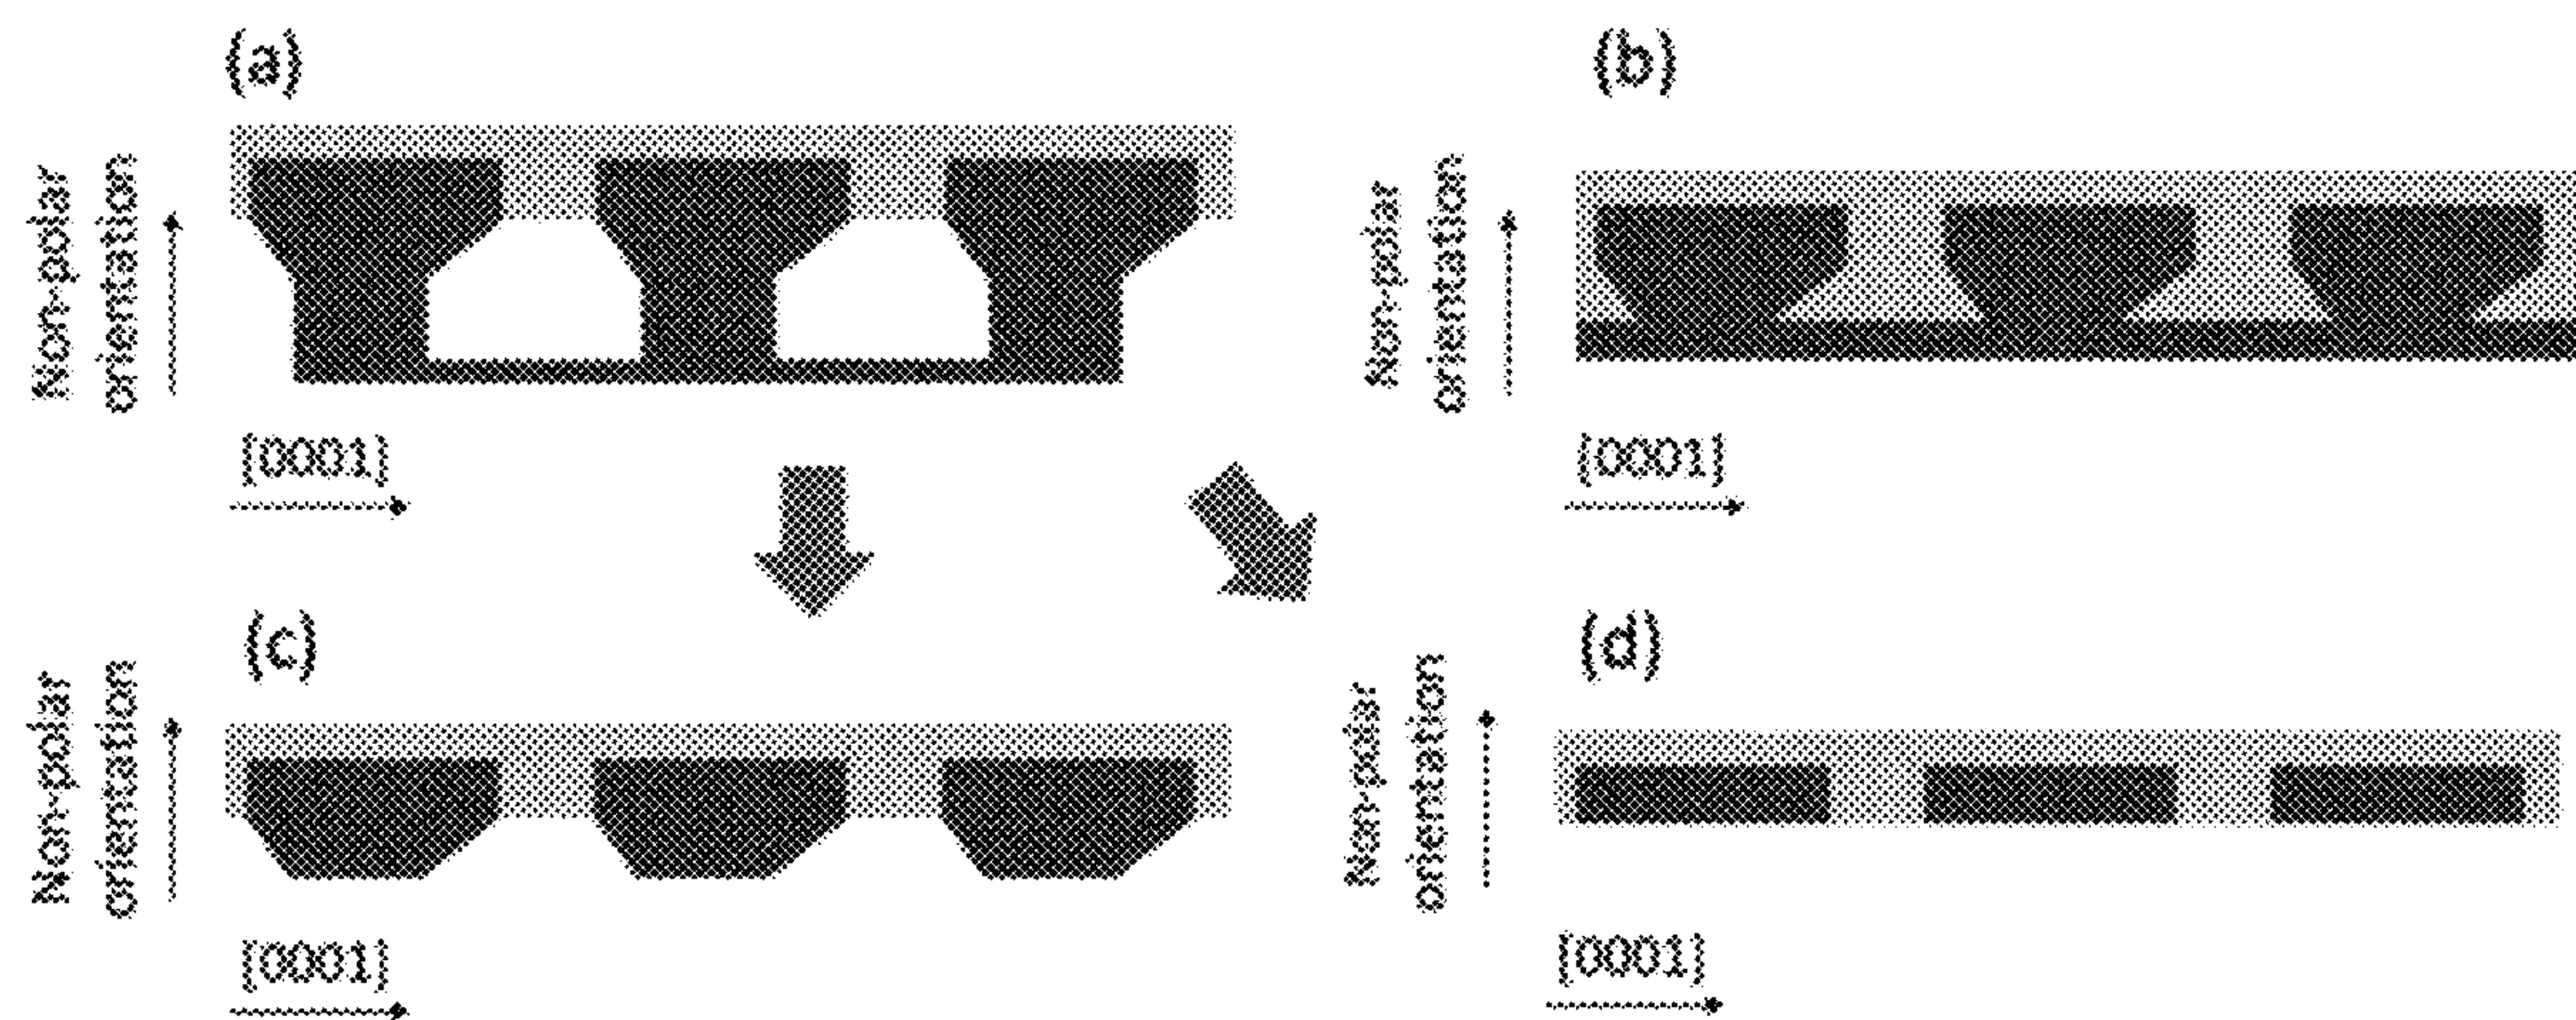 (a)
Non-polar
orientation
[0001]
(b)
Non-polar
orientation
[0001]
(c)
Non-polar
orientation
[0001]
(d)
Non-polar
orientation
[0001]